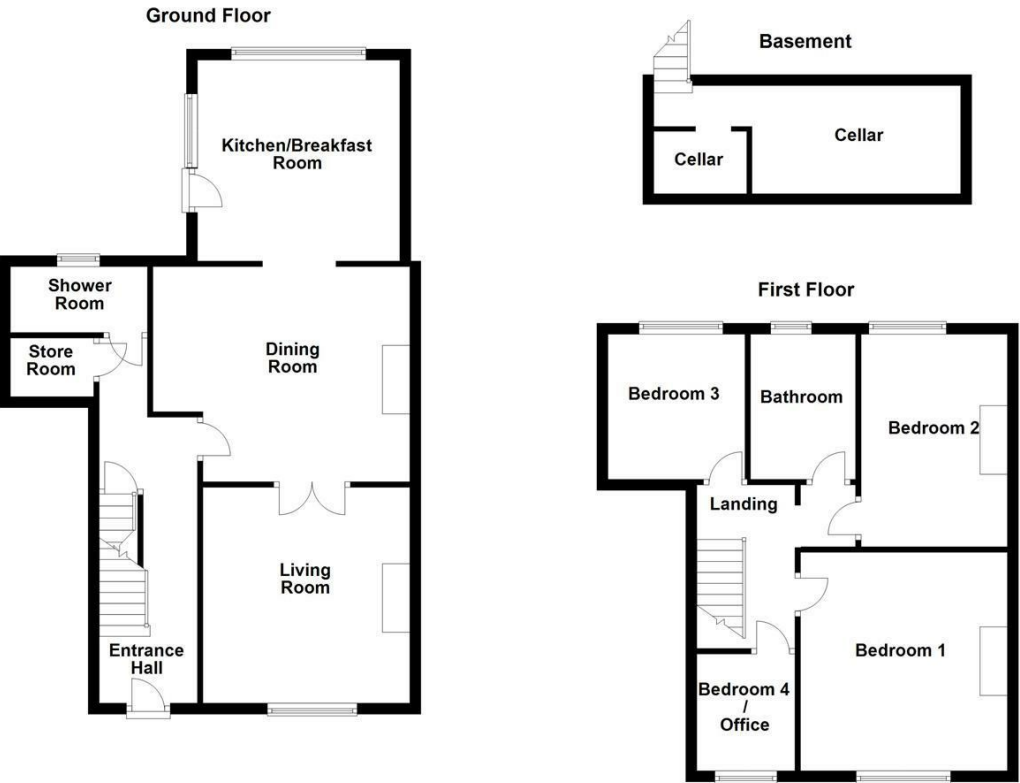 Ground Floor
Kitchen/Breakfast
Room
Shower
Room
Store
Room
Dining
Room
Living
Room
Entrance
Hall
Basement
Cellar
Cellar
First Floor
Bedroom 3
Bathroom
Bedroom 2
Landing
Bedroom 1
Bedroom 4
/
Office